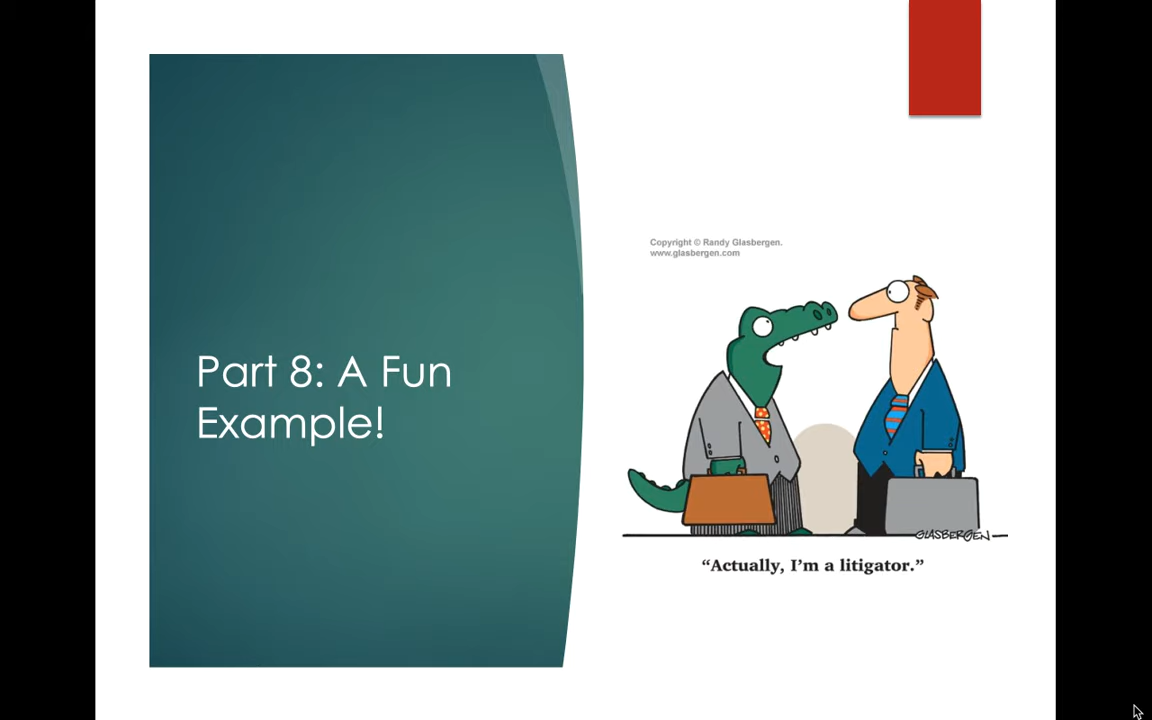 Part 8: A Fun
Example!
Copyright © Randy Glasbergen.
www.glasbergen.com
GLASBERGEN
“Actually, I’m a litigator.”